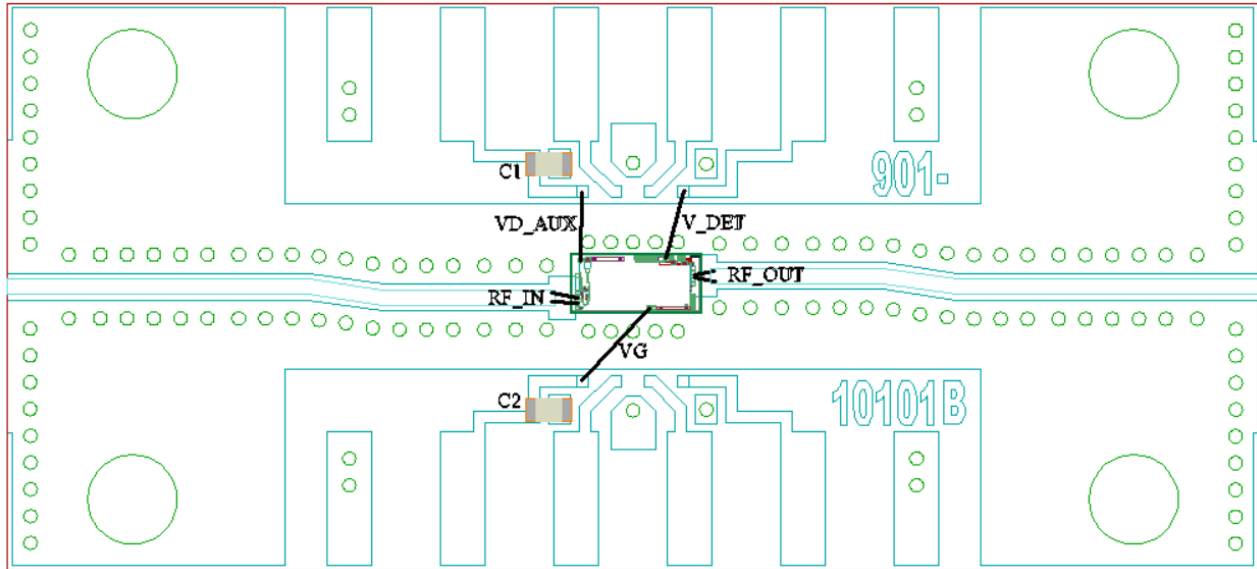 C1
901-
VD_AUX
V_DET
RF_OUT
RF_IN
VG
C2
10101B